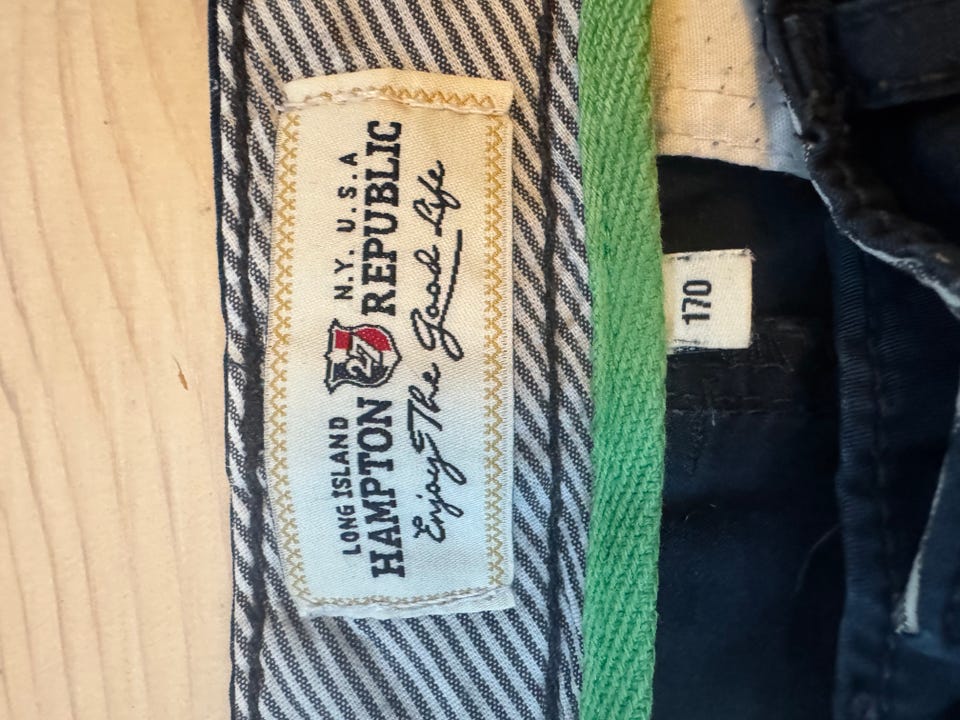 LONG ISLAND N.Y. U.S.A
HAMPTON 27 REPUBLIC
Enjoy The Good Life
170